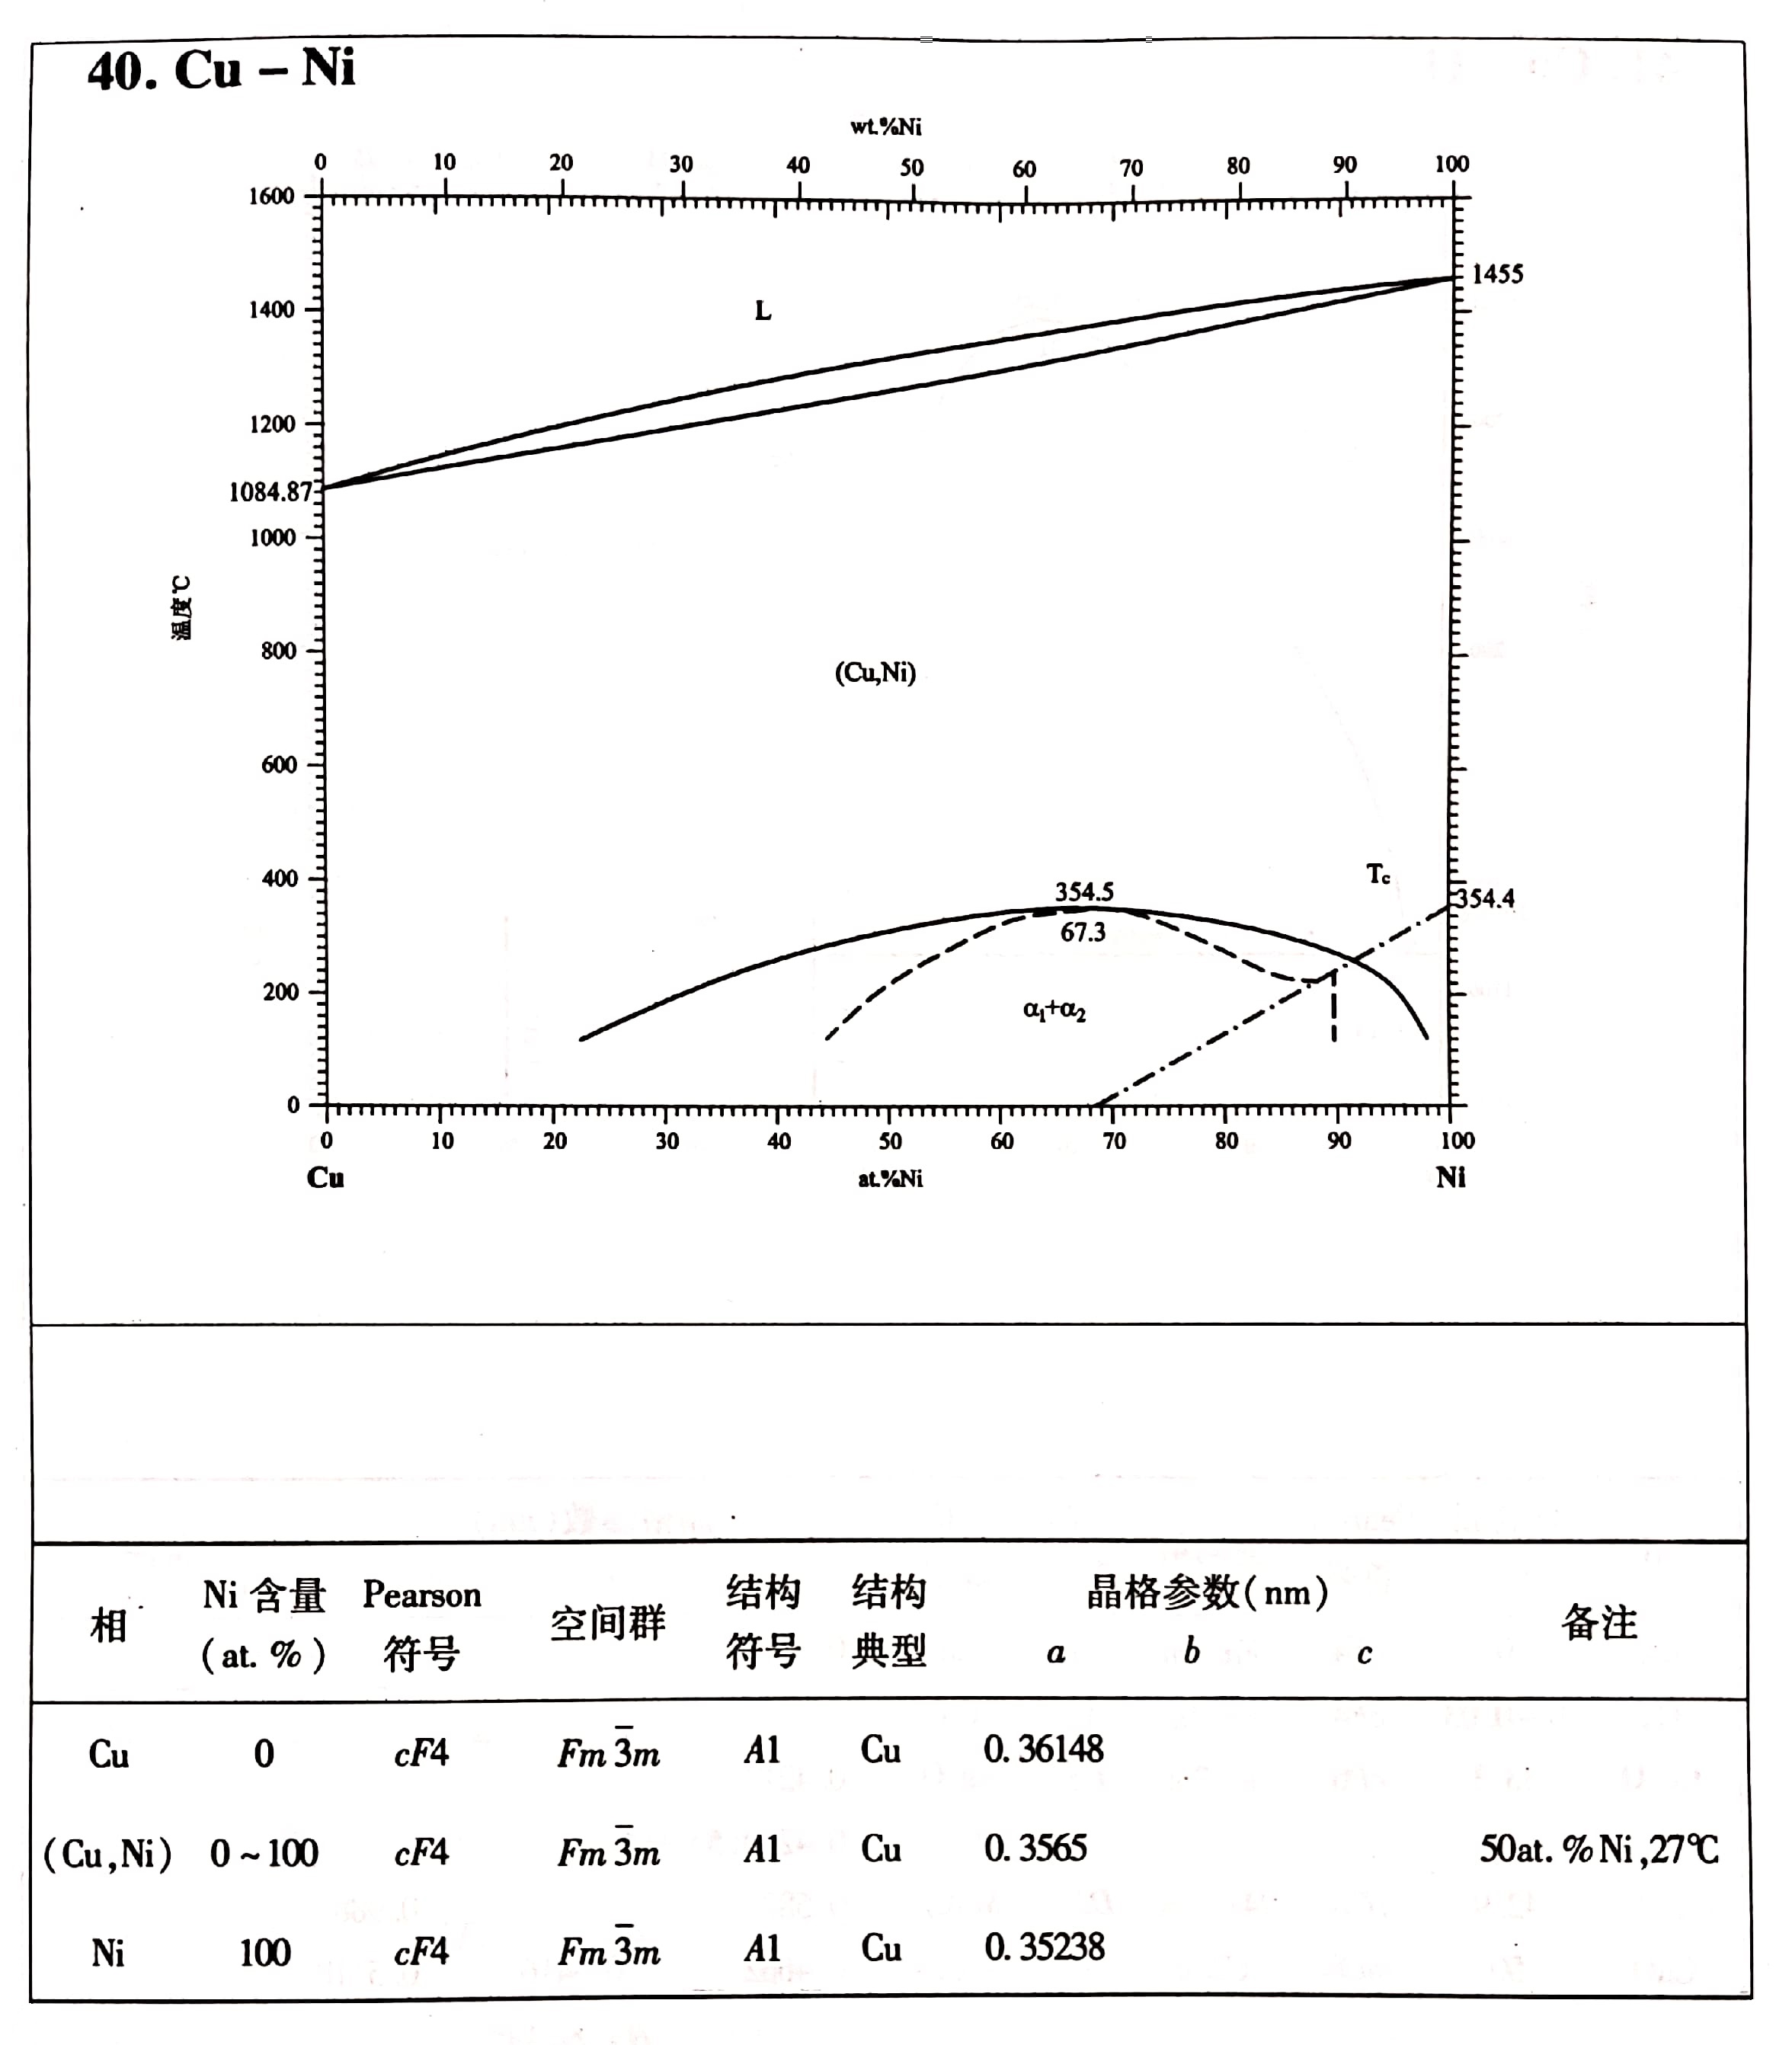 40. Cu – Ni
wt.%Ni
0 10 20 30 40 50 60 70 80 90 100
1600
1455
1400
L
1200
1084.87
1000
温度℃
800
(Cu,Ni)
600
400
Tc
354.5
354.4
67.3
200
α1+α2
0
0 10 20 30 40 50 60 70 80 90 100
Cu at.%Ni Ni
相 Ni 含量 (at. %) Pearson 符号 空间群 结构 符号 结构 典型 晶格参数(nm) a b c 备注
Cu 0 cF4 Fm3̅m A1 Cu 0.36148
(Cu,Ni) 0~100 cF4 Fm3̅m A1 Cu 0.3565 50at. % Ni,27℃
Ni 100 cF4 Fm3̅m A1 Cu 0.35238